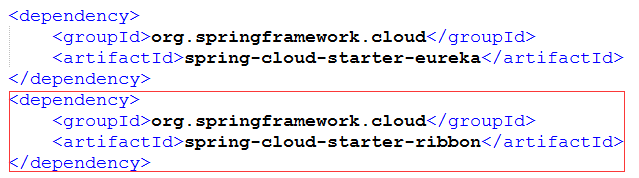 <dependency>
    <groupId>org.springframework.cloud</groupId>
    <artifactId>spring-cloud-starter-eureka</artifactId>
</dependency>
<dependency>
    <groupId>org.springframework.cloud</groupId>
    <artifactId>spring-cloud-starter-ribbon</artifactId>
</dependency>